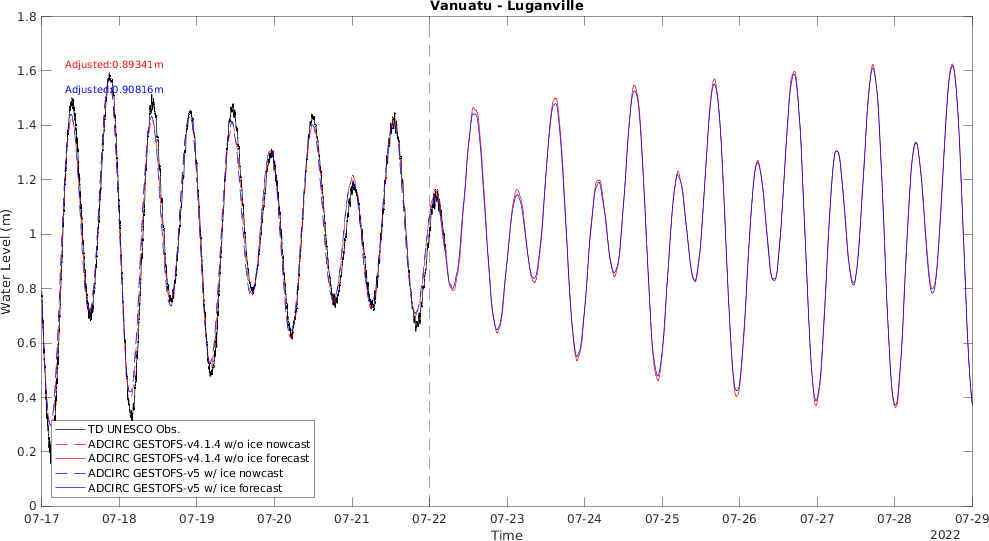 Vanuatu - Luganville
1.8
1.6
1.4
1.2
1
0.8
0.6
0.4
0.2
0
Water Level (m)
Adjusted:0.89341m
Adjusted:0.90816m
TD UNESCO Obs.
ADCIRC GESTOFS-v4.1.4 w/o ice nowcast
ADCIRC GESTOFS-v4.1.4 w/o ice forecast
ADCIRC GESTOFS-v5 w/ ice nowcast
ADCIRC GESTOFS-v5 w/ ice forecast
07-17 07-18 07-19 07-20 07-21 07-22 07-23 07-24 07-25 07-26 07-27 07-28 07-29
Time
2022